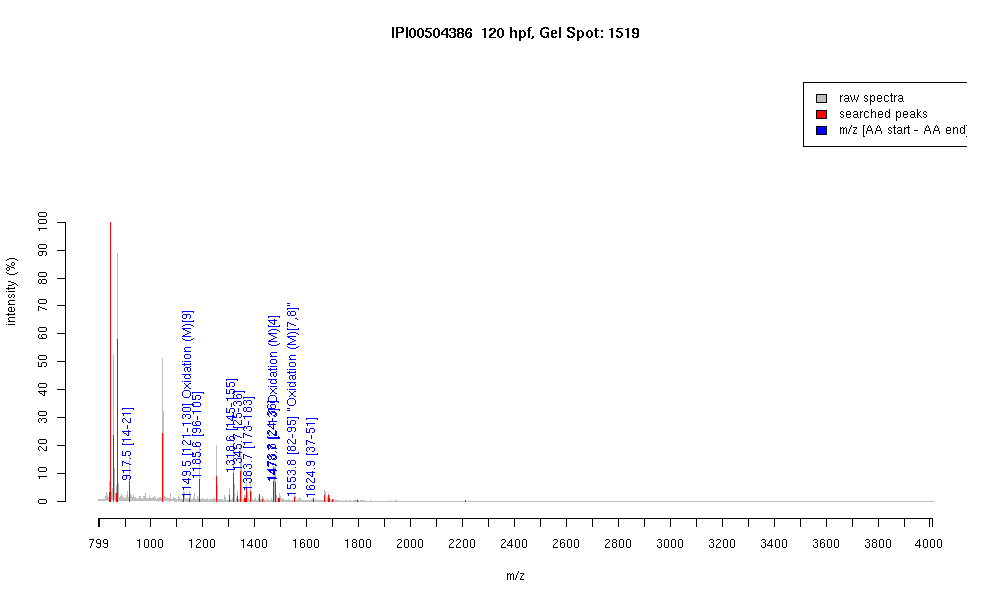 IPI00504386 120 hpf, Gel Spot: 1519
raw spectra
searched peaks
m/z [AA start - AA end]
intensity (%)
100
90
80
70
60
50
40
30
20
10
0
917.5 [14-21]
1149.5 [121-130] Oxidation (M)[9]
1185.6 [96-105]
1318.6 [145-155]
1345.7 [25-36]
1383.7 [173-183]
1553.8 [82-95] "Oxidation (M)[7,8]"
1624.9 [37-51]
799 1000 1200 1400 1600 1800 2000 2200 2400 2600 2800 3000 3200 3400 3600 3800 4000
m/z